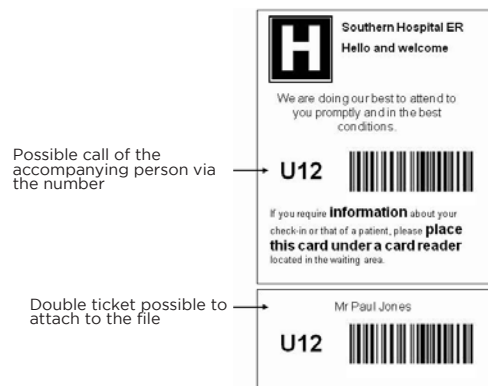 H
Southern Hospital ER
Hello and welcome
We are doing our best to attend to
you promptly and in the best
conditions.
Possible call of the
accompanying person via
the number
U12
If you require information about your
check-in or that of a patient, please place
this card under a card reader
located in the waiting area.
Double ticket possible to
attach to the file
Mr Paul Jones
U12